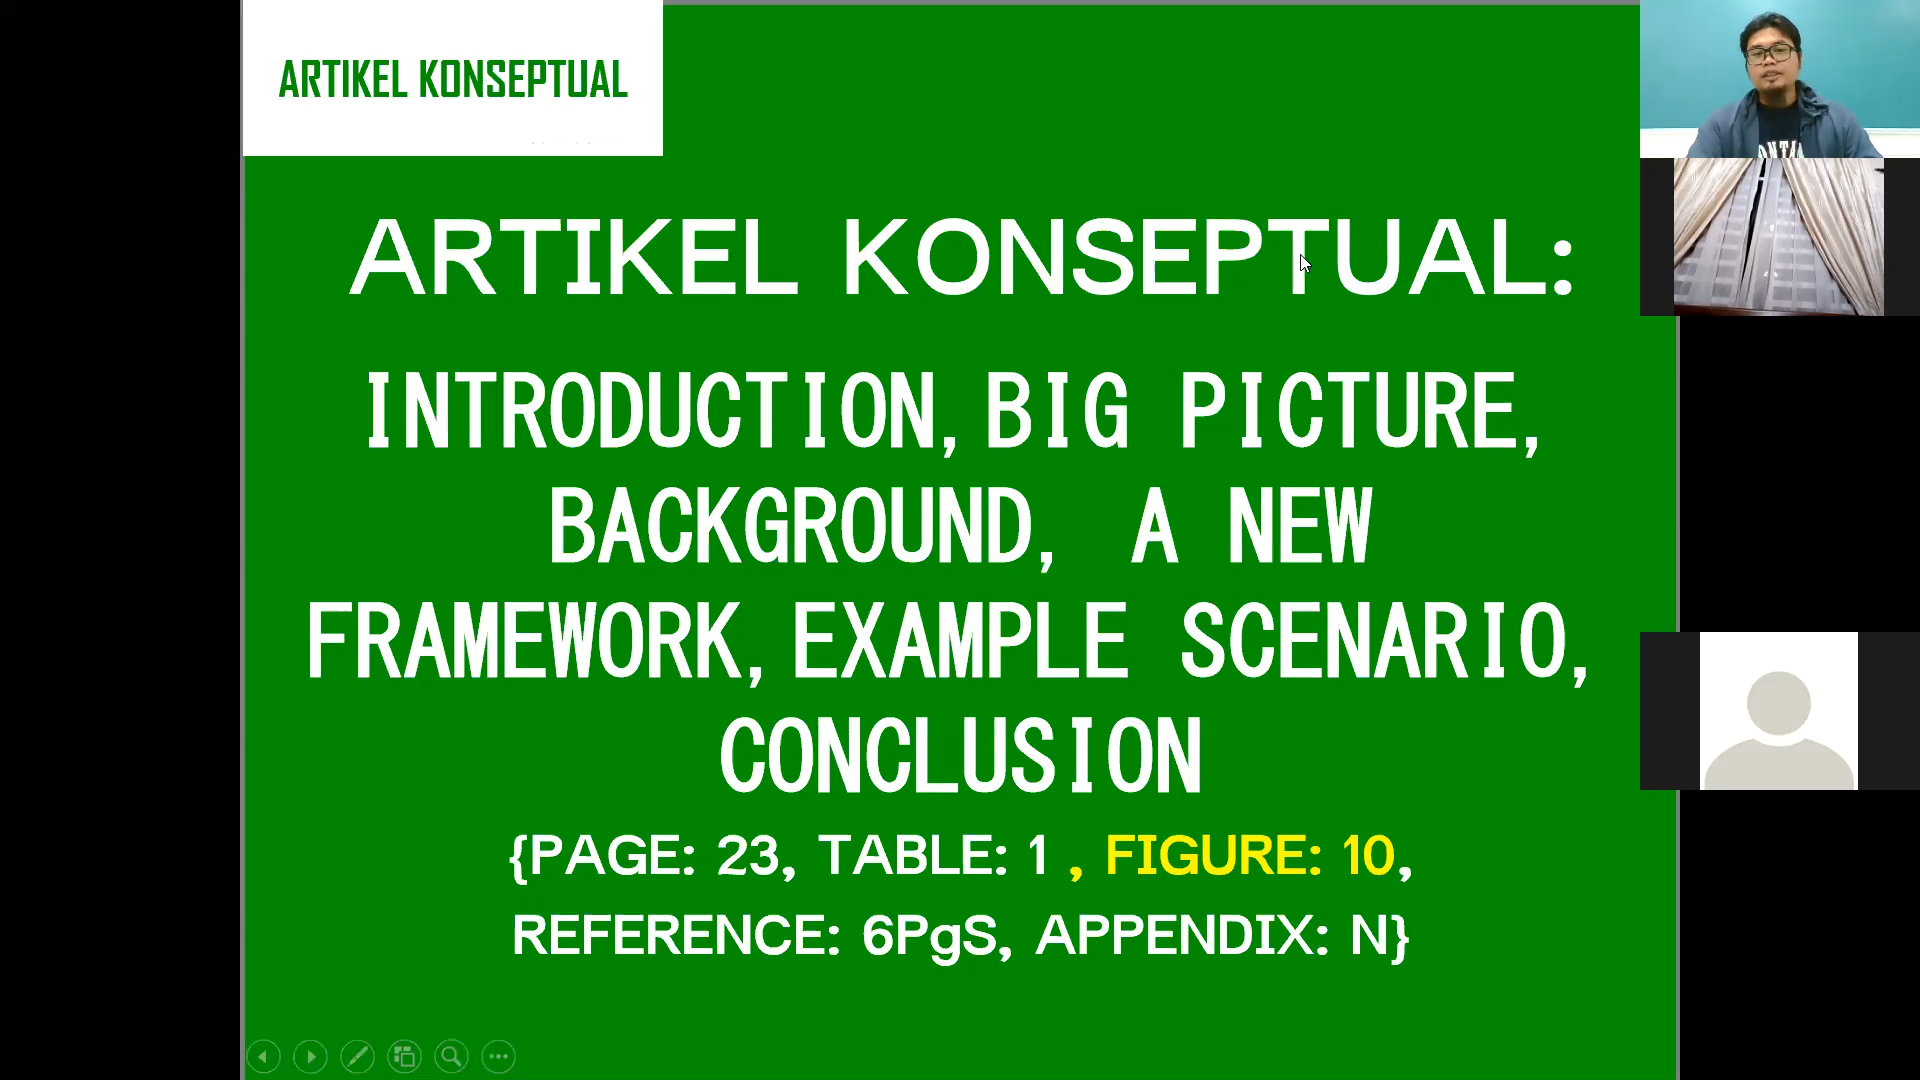 ARTIKEL KONSEPTUAL
ARTIKEL KONSEPTUAL:
INTRODUCTION, BIG PICTURE,
BACKGROUND, A NEW
FRAMEWORK, EXAMPLE SCENARIO,
CONCLUSION
{PAGE: 23, TABLE: 1 , FIGURE: 10,
REFERENCE: 6PgS, APPENDIX: N}